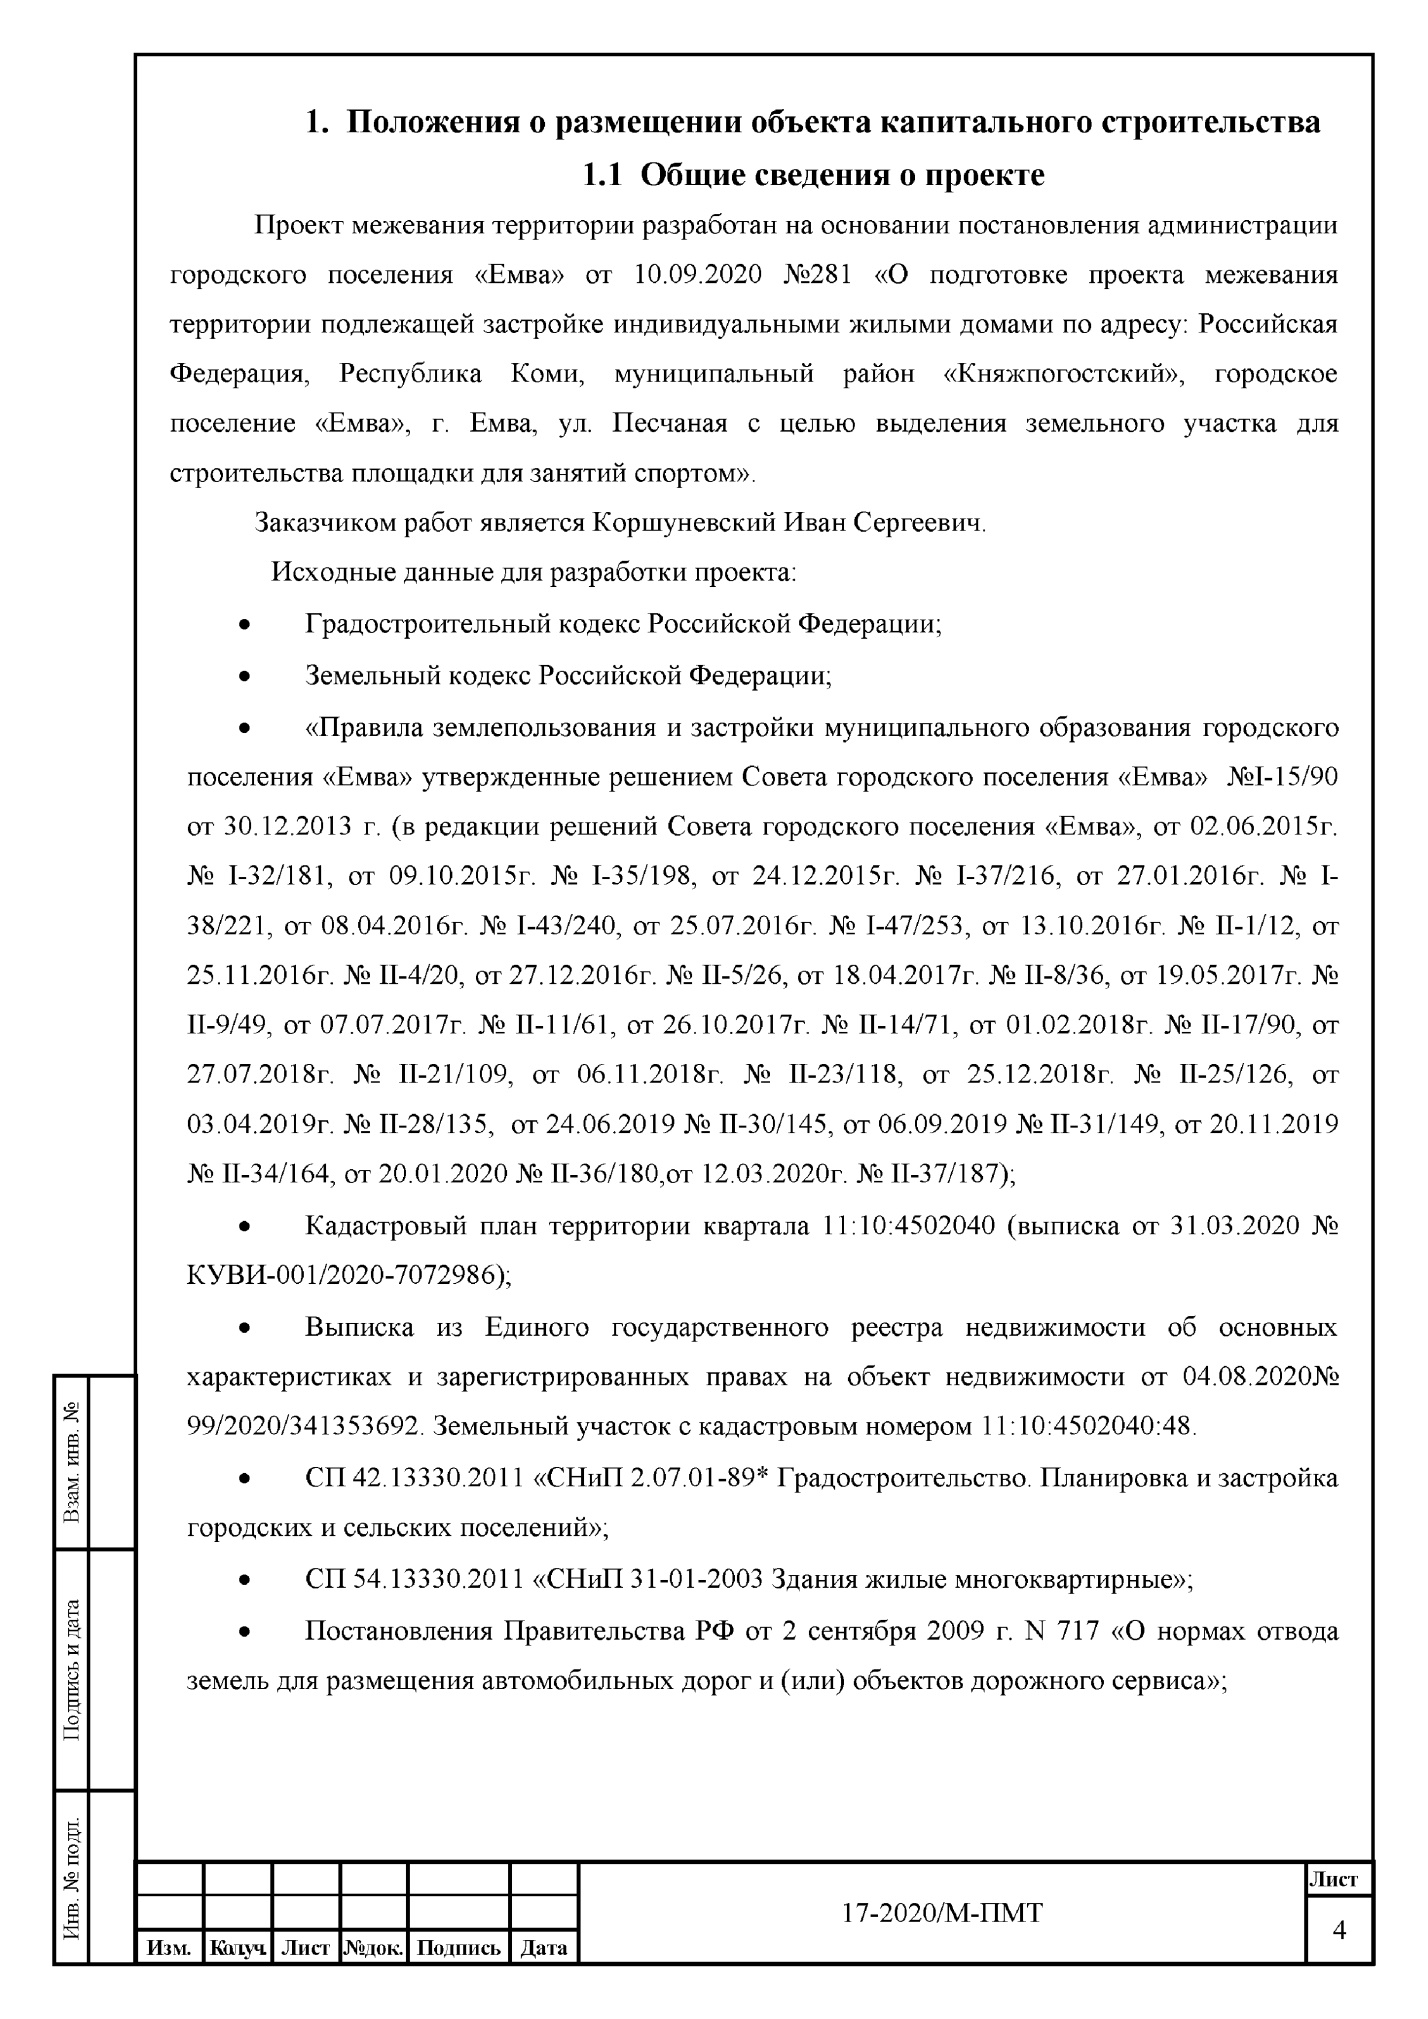 1. Положения о размещении объекта капитального строительства
1.1 Общие сведения о проекте
Проект межевания территории разработан на основании постановления администрации
городского поселения «Емва» от 10.09.2020 №281 «О подготовке проекта межевания
территории подлежащей застройке индивидуальными жилыми домами по адресу: Российская
Федерация, Республика Коми, муниципальный район «Княжпогостский», городское
поселение «Емва», г. Емва, ул. Песчаная с целью выделения земельного участка для
строительства площадки для занятий спортом».
Заказчиком работ является Коршуневский Иван Сергеевич.
Исходные данные для разработки проекта:
• Градостроительный кодекс Российской Федерации;
• Земельный кодекс Российской Федерации;
• «Правила землепользования и застройки муниципального образования городского
поселения «Емва» утвержденные решением Совета городского поселения «Емва» №I-15/90
от 30.12.2013 г. (в редакции решений Совета городского поселения «Емва», от 02.06.2015г.
№ I-32/181, от 09.10.2015г. № I-35/198, от 24.12.2015г. № I-37/216, от 27.01.2016г. № I-
38/221, от 08.04.2016г. № I-43/240, от 25.07.2016г. № I-47/253, от 13.10.2016г. № II-1/12, от
25.11.2016г. № II-4/20, от 27.12.2016г. № II-5/26, от 18.04.2017г. № II-8/36, от 19.05.2017г. №
II-9/49, от 07.07.2017г. № II-11/61, от 26.10.2017г. № II-14/71, от 01.02.2018г. № II-17/90, от
27.07.2018г. № II-21/109, от 06.11.2018г. № II-23/118, от 25.12.2018г. № II-25/126, от
03.04.2019г. № II-28/135, от 24.06.2019 № II-30/145, от 06.09.2019 № II-31/149, от 20.11.2019
№ II-34/164, от 20.01.2020 № II-36/180,от 12.03.2020г. № II-37/187);
• Кадастровый план территории квартала 11:10:4502040 (выписка от 31.03.2020 №
КУВИ-001/2020-7072986);
• Выписка из Единого государственного реестра недвижимости об основных
характеристиках и зарегистрированных правах на объект недвижимости от 04.08.2020№
99/2020/341353692. Земельный участок с кадастровым номером 11:10:4502040:48.
• СП 42.13330.2011 «СНиП 2.07.01-89* Градостроительство. Планировка и застройка
городских и сельских поселений»;
• СП 54.13330.2011 «СНиП 31-01-2003 Здания жилые многоквартирные»;
• Постановления Правительства РФ от 2 сентября 2009 г. N 717 «О нормах отвода
земель для размещения автомобильных дорог и (или) объектов дорожного сервиса»;
Взам. инв. №
Подпись и дата
Инв. № подл.
Изм. Кол.уч. Лист №док. Подпись Дата
17-2020/М-ПМТ
Лист
4